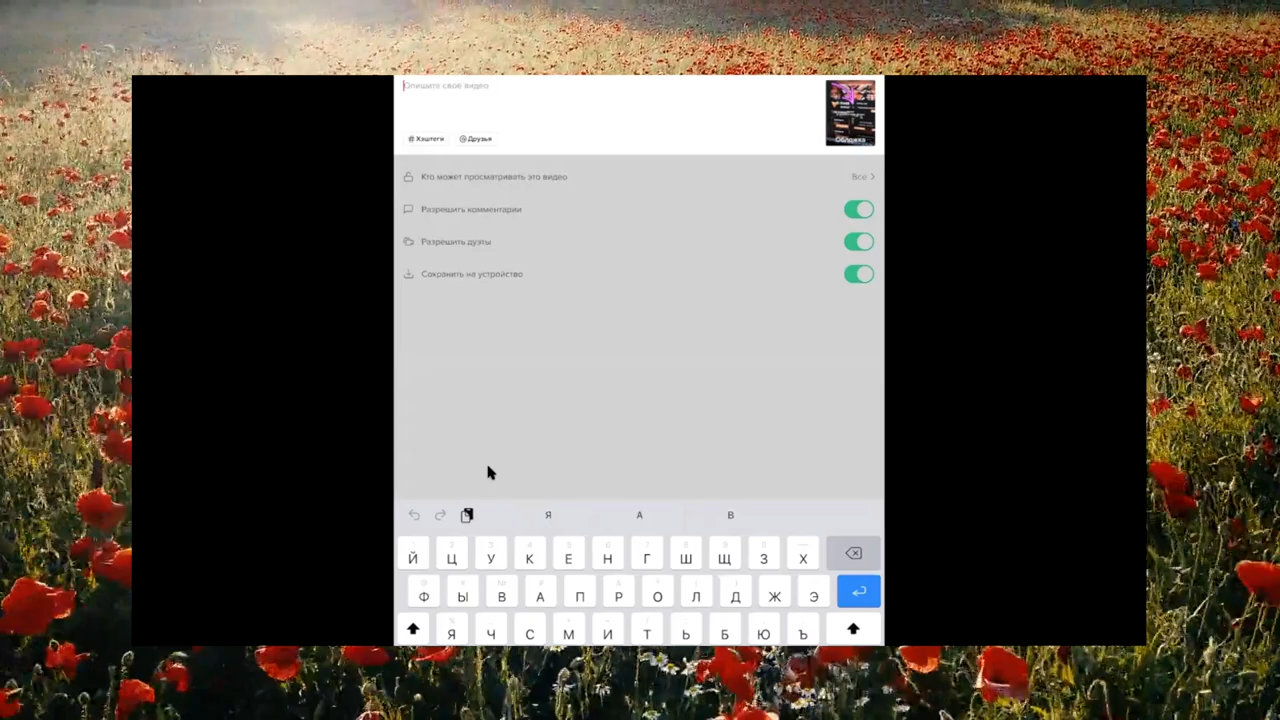 Опишите своё видео
# Хэштеги @ Друзья
Обложка
Кто может просматривать это видео Все >
Разрешить комментарии
Разрешить дуэты
Сохранить на устройство
Я А В
Й Ц У К Е Н Г Ш Щ З Х
Ф Ы В А П Р О Л Д Ж Э
Я Ч С М И Т Ь Б Ю Ъ